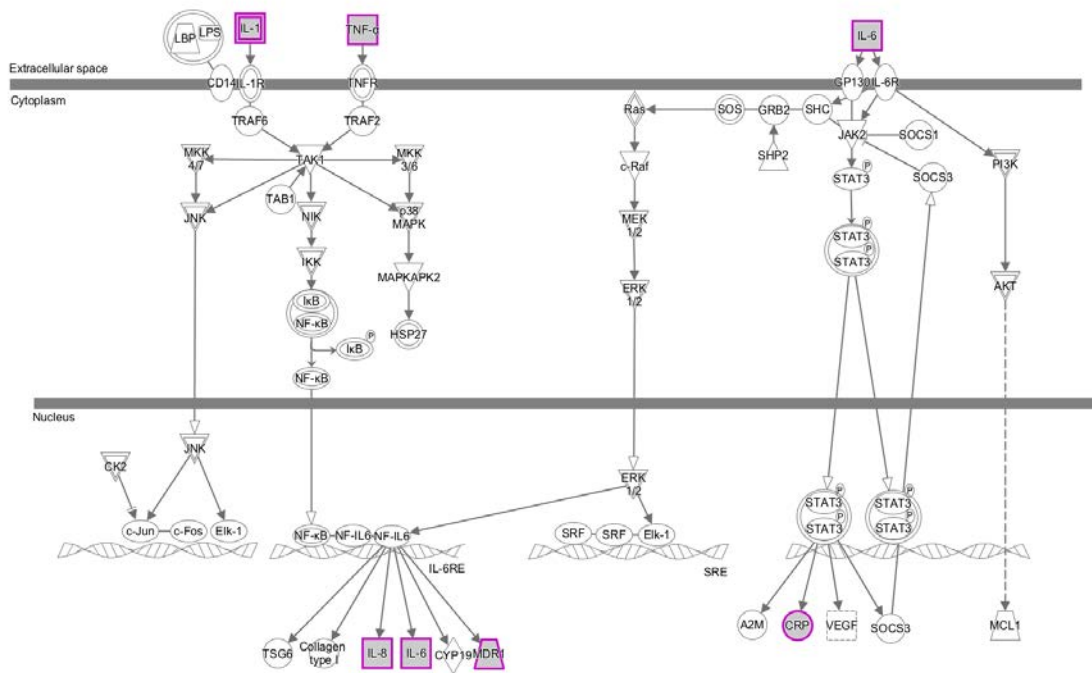 LBP
LPS
IL-1
TNF-α
IL-6
Extracellular space
CD14
IL-1R
TNFR
GP130
IL-6R
Cytoplasm
TRAF6
TRAF2
Ras
SOS
GRB2
SHC
JAK2
SOCS1
MKK
4/7
TAK1
MKK
3/6
SHP2
c-Raf
STAT3
P
SOCS3
PI3K
TAB1
JNK
NIK
p38
MAPK
MEK
1/2
STAT3
P
STAT3
P
IKK
MAPKAPK2
ERK
1/2
AKT
IκB
NF-κB
HSP27
IκB
P
NF-κB
Nucleus
JNK
CK2
ERK
1/2
STAT3
P
STAT3
P
STAT3
P
STAT3
P
c-Jun
c-Fos
Elk-1
NF-κB
NF-IL6
NF-IL6
SRF
SRF
Elk-1
IL-6RE
SRE
A2M
CRP
VEGF
SOCS3
MCL1
TSG6
Collagen
type I
IL-8
IL-6
CYP19
MDR1